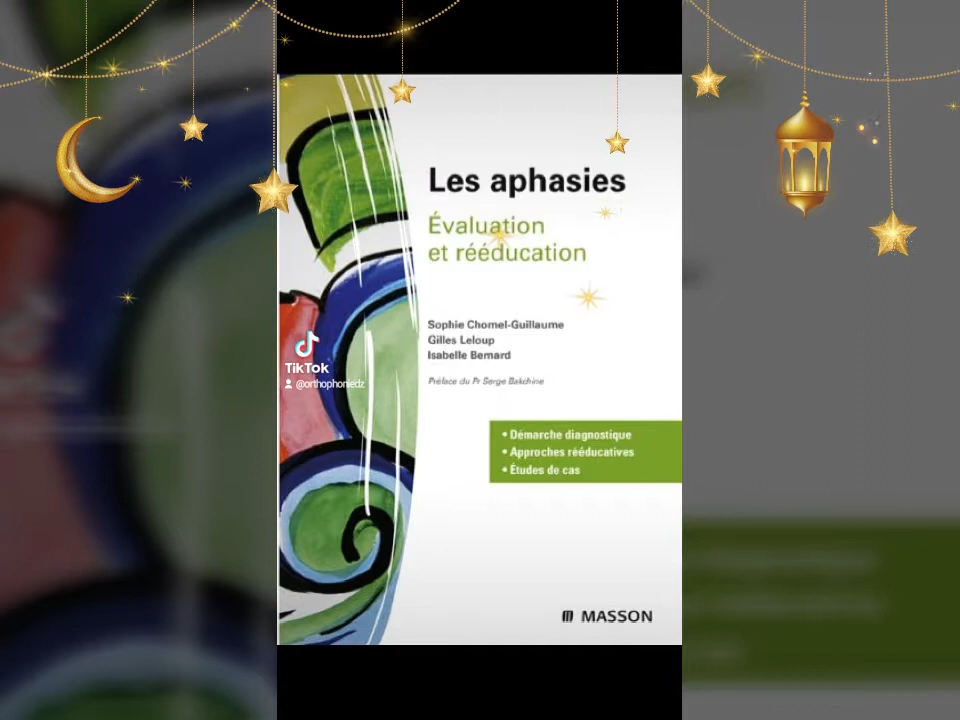 Les aphasies
Évaluation
et rééducation
Sophie Chomel-Guillaume
Gilles Leloup
Isabelle Bernard
Préface du Pr Serge Bakchine
• Démarche diagnostique
• Approches rééducatives
• Études de cas
MASSON
TikTok
@orthophoniedz